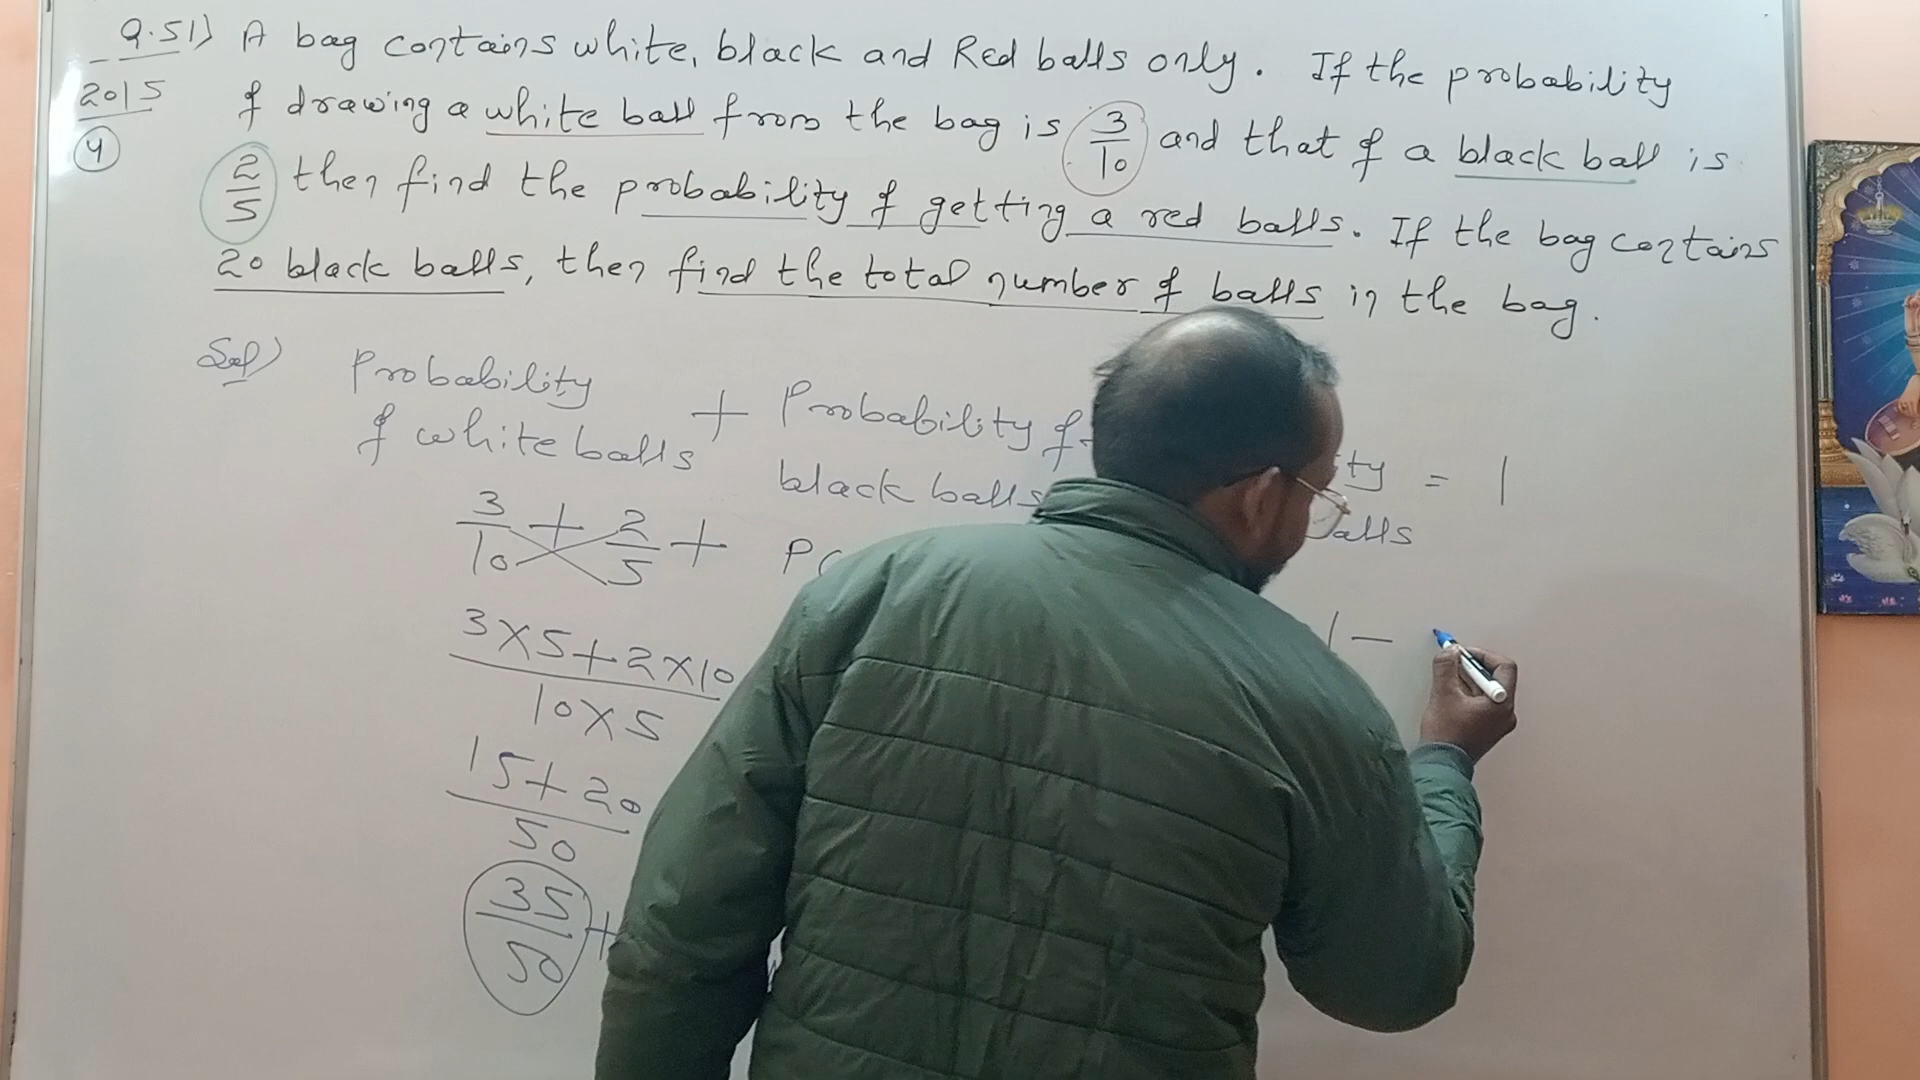 Q.51) A bag contains white, black and Red balls only. If the probability
2015 of drawing a white ball from the bag is 3/10 and that of a black ball is
4
2/5 then find the probability of getting a red balls. If the bag contains
20 black balls, then find the total number of balls in the bag.
Sol) Probability + Probability of = 1
of white balls black balls balls
3/10 + 2/5 + P(
3×5+2×10 1 –
10×5
15+20
50
35/50 +